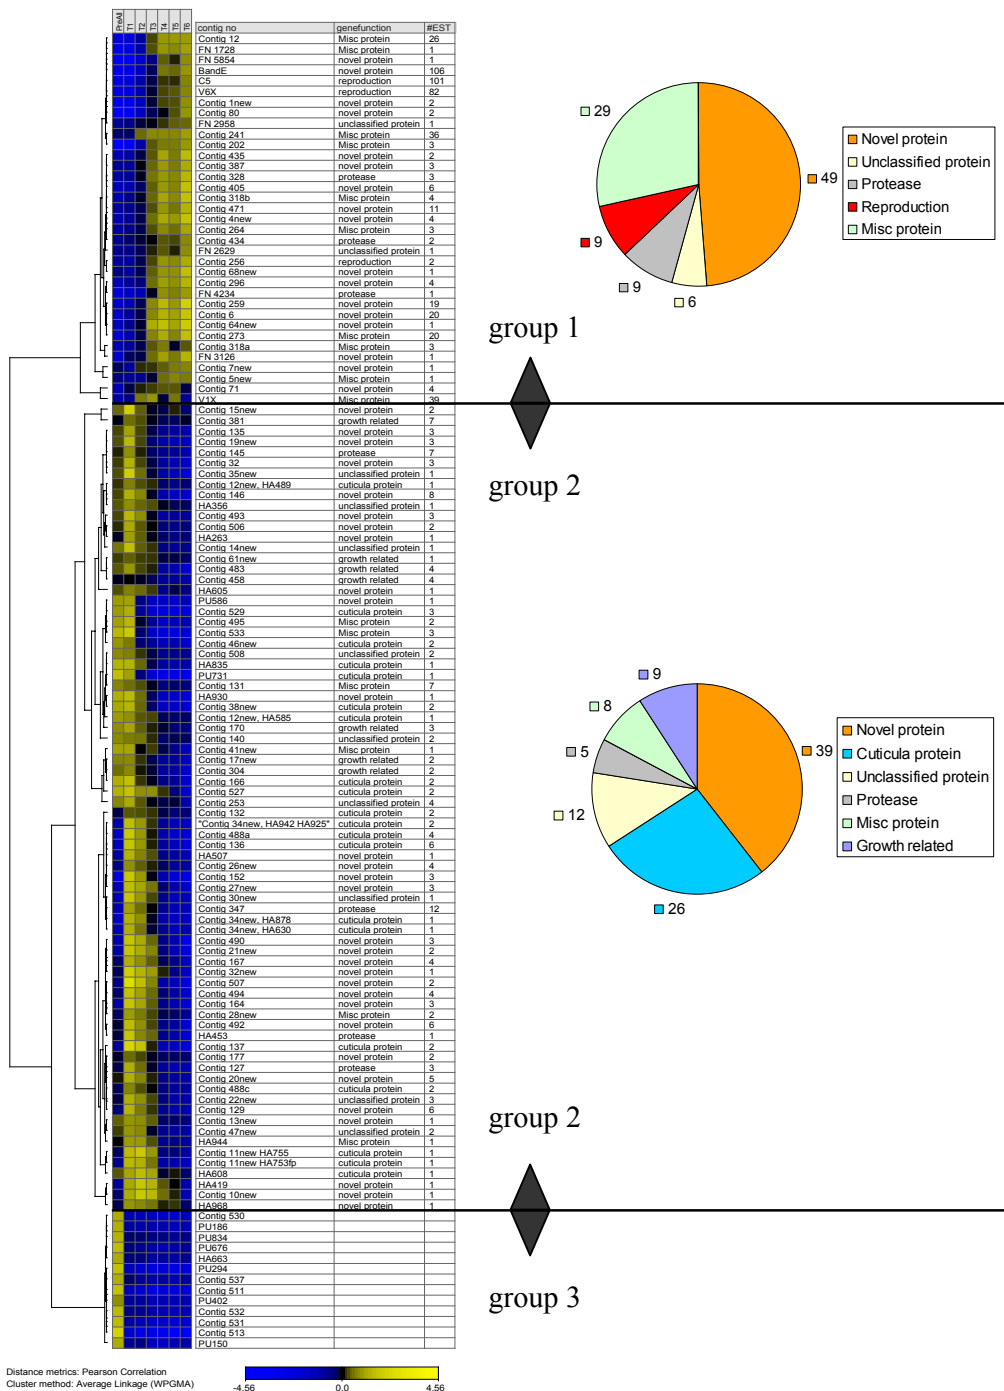 PreAll T1 T2 T3 T4 T5 T6 contig no genefunction #EST
Contig 12 Misc protein 26
FN 1728 Misc protein 1
FN 5854 novel protein 1
BandE novel protein 106
C5 reproduction 101
V6X reproduction 82
Contig 1new novel protein 2
Contig 80 novel protein 2
FN 2958 unclassified protein 1
Contig 241 Misc protein 36
Contig 202 Misc protein 3
Contig 435 novel protein 2
Contig 387 novel protein 3
Contig 328 protease 3
Contig 405 novel protein 6
Contig 318b Misc protein 4
Contig 471 novel protein 11
Contig 4new novel protein 4
Contig 264 Misc protein 3
Contig 434 protease 2
FN 2629 unclassified protein 1
Contig 256 reproduction 2
Contig 68new novel protein 1
Contig 296 novel protein 4
FN 4234 protease 1
Contig 259 novel protein 19
Contig 6 novel protein 20
Contig 64new novel protein 1
Contig 273 Misc protein 20
Contig 318a Misc protein 3
FN 3126 novel protein 1
Contig 7new novel protein 1
Contig 5new Misc protein 1
Contig 71 novel protein 4
V1X Misc protein 39
Contig 15new novel protein 2
Contig 381 growth related 7
Contig 135 novel protein 3
Contig 19new novel protein 3
Contig 145 protease 7
Contig 32 novel protein 3
Contig 35new unclassified protein 1
Contig 12new, HA489 cuticula protein 1
Contig 146 novel protein 8
HA356 unclassified protein 1
Contig 493 novel protein 3
Contig 506 novel protein 2
HA263 novel protein 1
Contig 14new unclassified protein 1
Contig 61new growth related 1
Contig 483 growth related 4
Contig 458 growth related 4
HA605 novel protein 1
PU586 novel protein 1
Contig 529 cuticula protein 3
Contig 495 Misc protein 2
Contig 533 Misc protein 3
Contig 46new cuticula protein 2
Contig 508 unclassified protein 2
HA835 cuticula protein 1
PU731 cuticula protein 1
Contig 131 Misc protein 7
HA930 novel protein 1
Contig 38new cuticula protein 2
Contig 12new, HA585 cuticula protein 1
Contig 170 growth related 3
Contig 140 unclassified protein 2
Contig 41new Misc protein 1
Contig 17new growth related 2
Contig 304 growth related 2
Contig 166 cuticula protein 2
Contig 527 cuticula protein 2
Contig 253 unclassified protein 4
Contig 132 cuticula protein 2
"Contig 34new, HA942 HA925" cuticula protein 2
Contig 488a cuticula protein 4
Contig 136 cuticula protein 6
HA507 novel protein 1
Contig 26new novel protein 4
Contig 152 novel protein 3
Contig 27new novel protein 3
Contig 30new unclassified protein 1
Contig 347 protease 12
Contig 34new, HA878 cuticula protein 1
Contig 34new, HA630 cuticula protein 1
Contig 490 novel protein 3
Contig 21new novel protein 2
Contig 167 novel protein 4
Contig 32new novel protein 1
Contig 507 novel protein 2
Contig 494 novel protein 4
Contig 164 novel protein 3
Contig 28new Misc protein 2
Contig 492 novel protein 6
HA453 protease 1
Contig 137 cuticula protein 2
Contig 177 novel protein 2
Contig 127 protease 3
Contig 20new novel protein 5
Contig 488c cuticula protein 2
Contig 22new unclassified protein 3
Contig 129 novel protein 6
Contig 13new novel protein 1
Contig 47new unclassified protein 2
HA944 Misc protein 1
Contig 11new HA755 cuticula protein 1
Contig 11new HA753fp cuticula protein 1
HA608 cuticula protein 1
HA419 novel protein 1
Contig 10new novel protein 1
HA968 novel protein 1
Contig 530
PU186
PU834
PU676
HA663
PU294
Contig 537
Contig 511
PU402
Contig 532
Contig 531
Contig 513
PU150
Distance metrics: Pearson Correlation
Cluster method: Average Linkage (WPGMA)
-4.56 0.0 4.56
29
49
9
9
6
Novel protein
Unclassified protein
Protease
Reproduction
Misc protein
group 1
group 2
9
8
5
12
39
26
Novel protein
Cuticula protein
Unclassified protein
Protease
Misc protein
Growth related
group 2
group 3